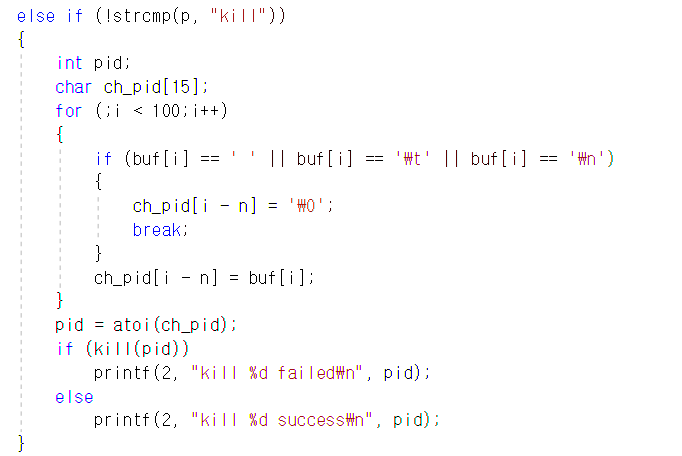 else if (!strcmp(p, "kill"))
{
int pid;
char ch_pid[15];
for (;i < 100;i++)
{
if (buf[i] == ' ' || buf[i] == '₩t' || buf[i] == '₩n')
{
ch_pid[i - n] = '₩0';
break;
}
ch_pid[i - n] = buf[i];
}
pid = atoi(ch_pid);
if (kill(pid))
printf(2, "kill %d failed₩n", pid);
else
printf(2, "kill %d success₩n", pid);
}